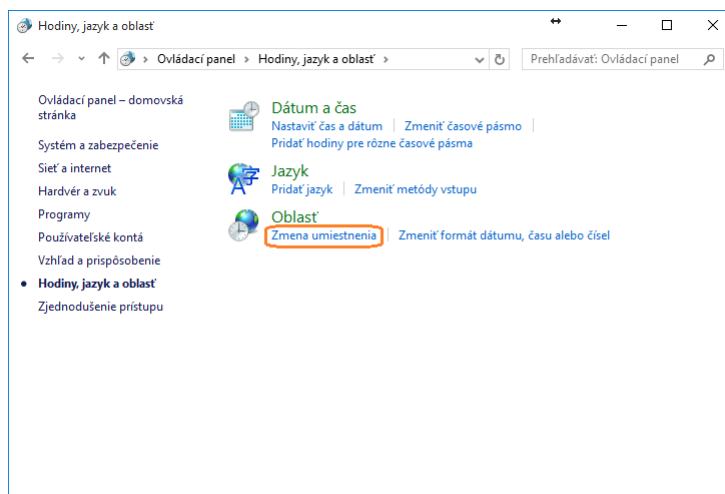 Hodiny, jazyk a oblasť
Ovládací panel › Hodiny, jazyk a oblasť ›
Prehľadávať: Ovládací panel
Ovládací panel – domovská
stránka
Systém a zabezpečenie
Sieť a internet
Hardvér a zvuk
Programy
Používateľské kontá
Vzhľad a prispôsobenie
Hodiny, jazyk a oblasť
Zjednodušenie prístupu
Dátum a čas
Nastaviť čas a dátum | Zmeniť časové pásmo |
Pridať hodiny pre rôzne časové pásma
Jazyk
Pridať jazyk | Zmeniť metódy vstupu
Oblasť
Zmena umiestnenia | Zmeniť formát dátumu, času alebo čísel